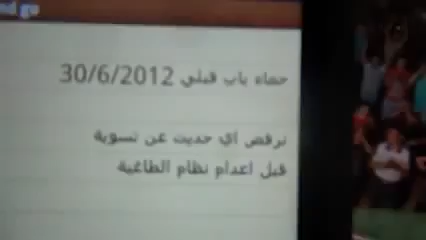 حماه باب قبلي 30/6/2012
نرفض اي حديث عن تسوية
قبل اعدام نظام الطاغية